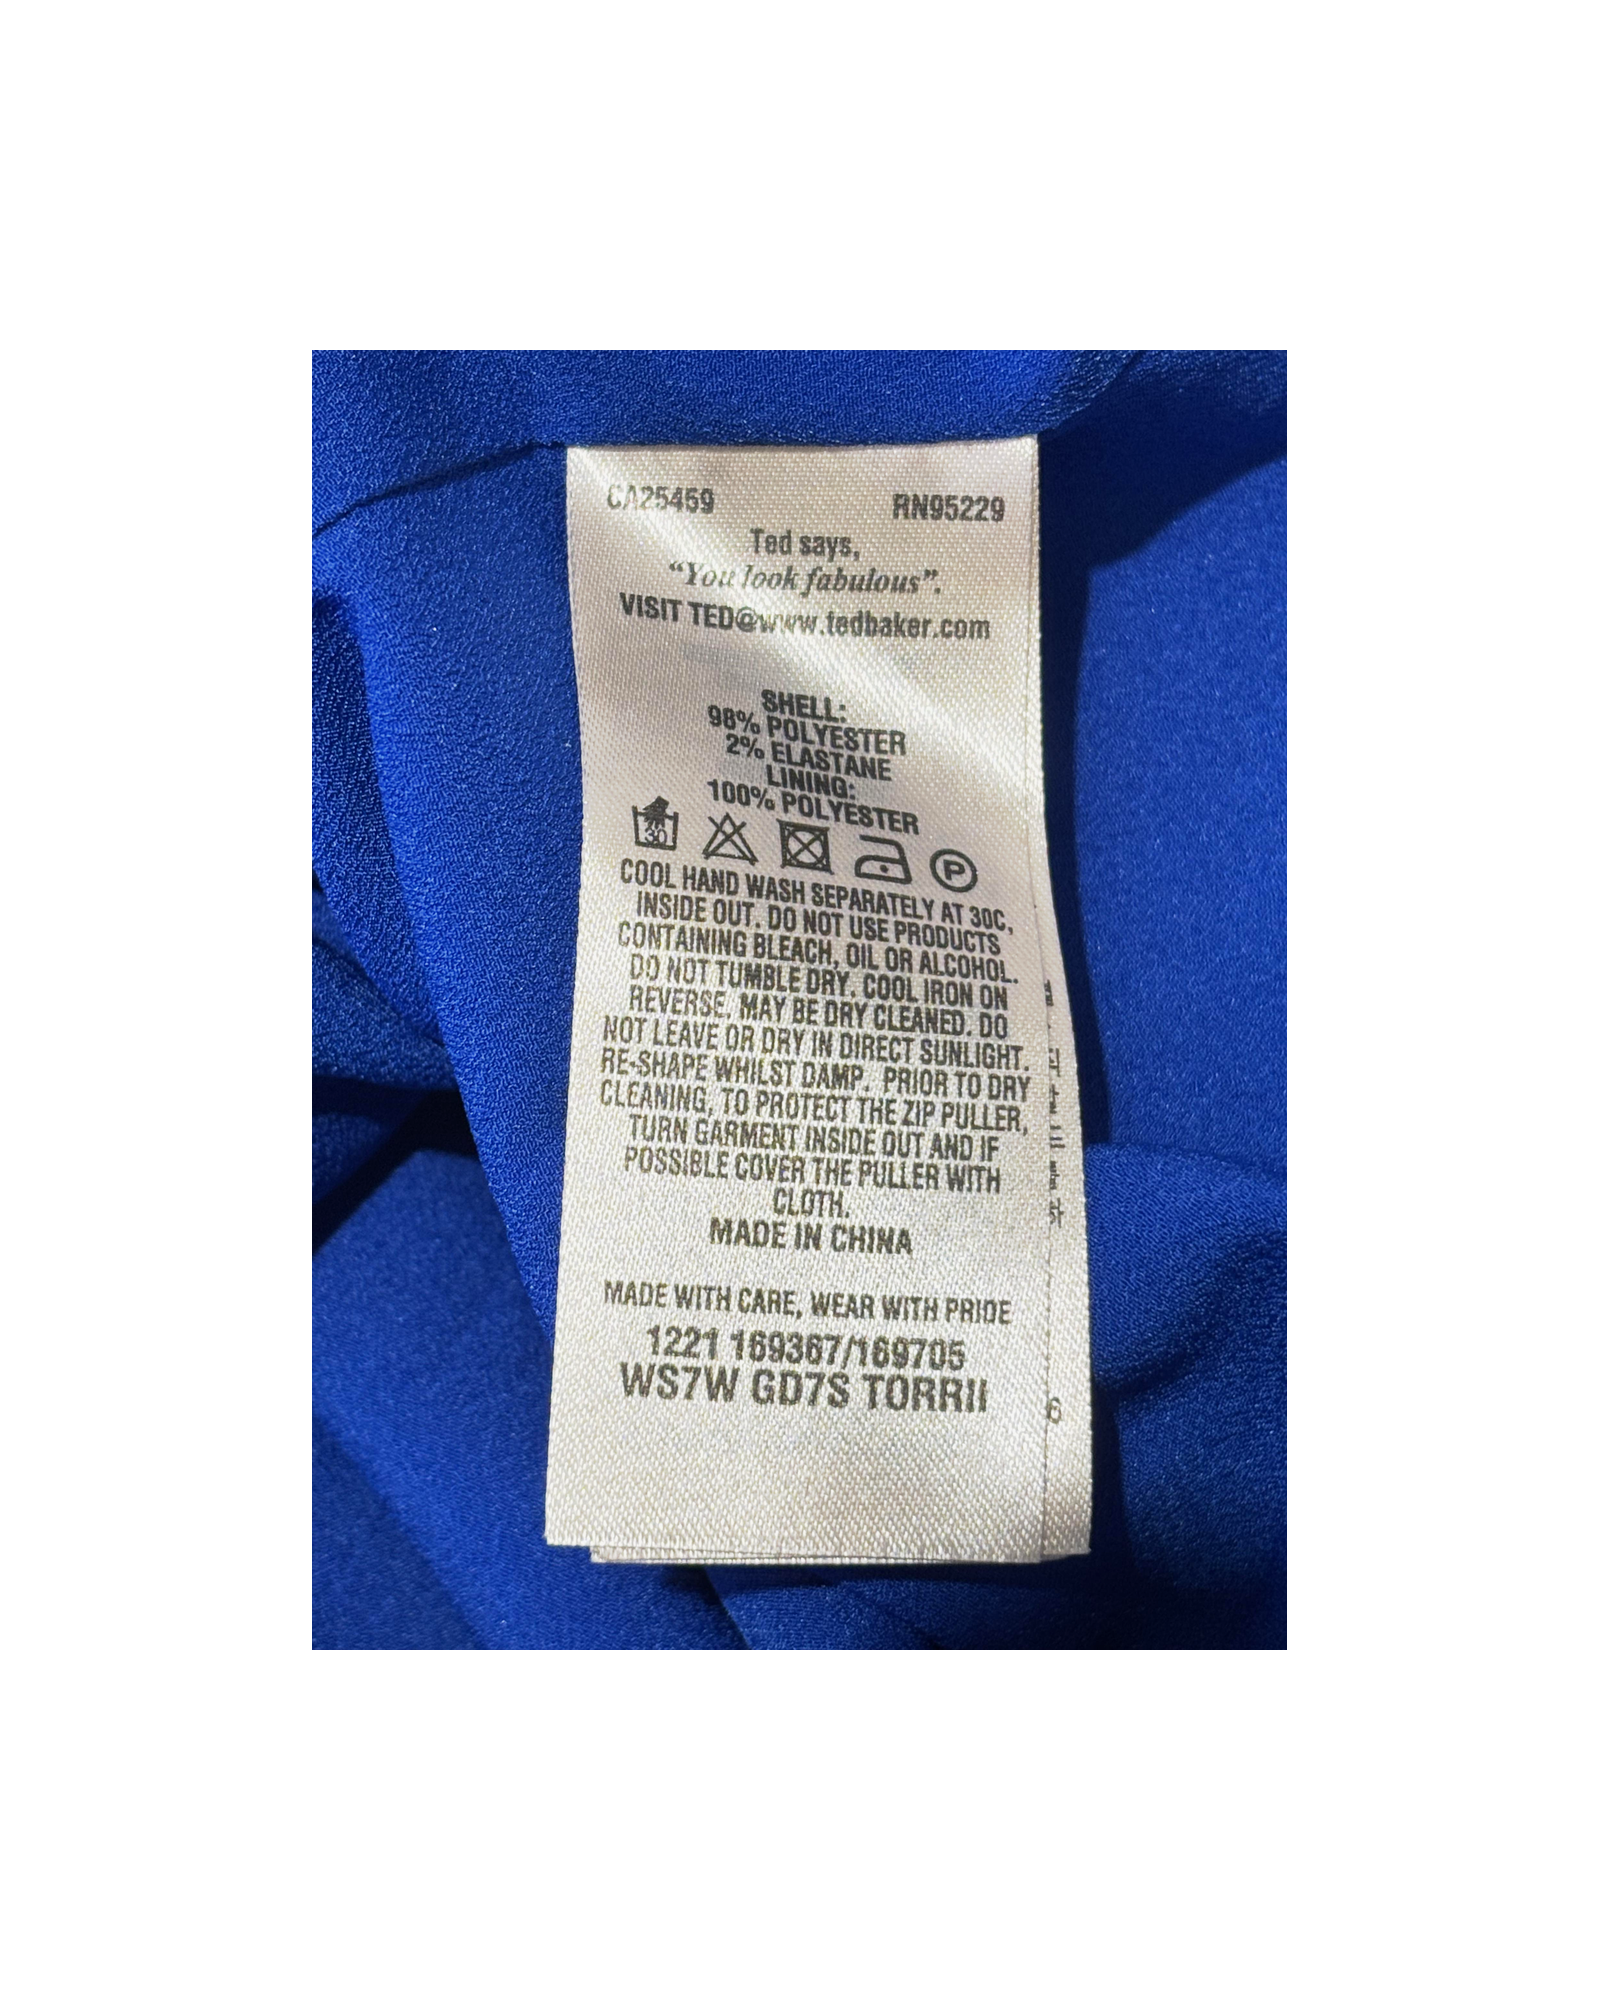 CA25459 RN95229
Ted says,
“You look fabulous”.
VISIT TED@www.tedbaker.com
SHELL:
98% POLYESTER
2% ELASTANE
LINING:
100% POLYESTER
30 P
COOL HAND WASH SEPARATELY AT 30C,
INSIDE OUT. DO NOT USE PRODUCTS
CONTAINING BLEACH, OIL OR ALCOHOL.
DO NOT TUMBLE DRY. COOL IRON ON
REVERSE. MAY BE DRY CLEANED. DO
NOT LEAVE OR DRY IN DIRECT SUNLIGHT.
RE-SHAPE WHILST DAMP. PRIOR TO DRY
CLEANING, TO PROTECT THE ZIP PULLER,
TURN GARMENT INSIDE OUT AND IF
POSSIBLE COVER THE PULLER WITH
CLOTH.
MADE IN CHINA
MADE WITH CARE, WEAR WITH PRIDE
1221 169367/169705
WS7W GD7S TORRII
6